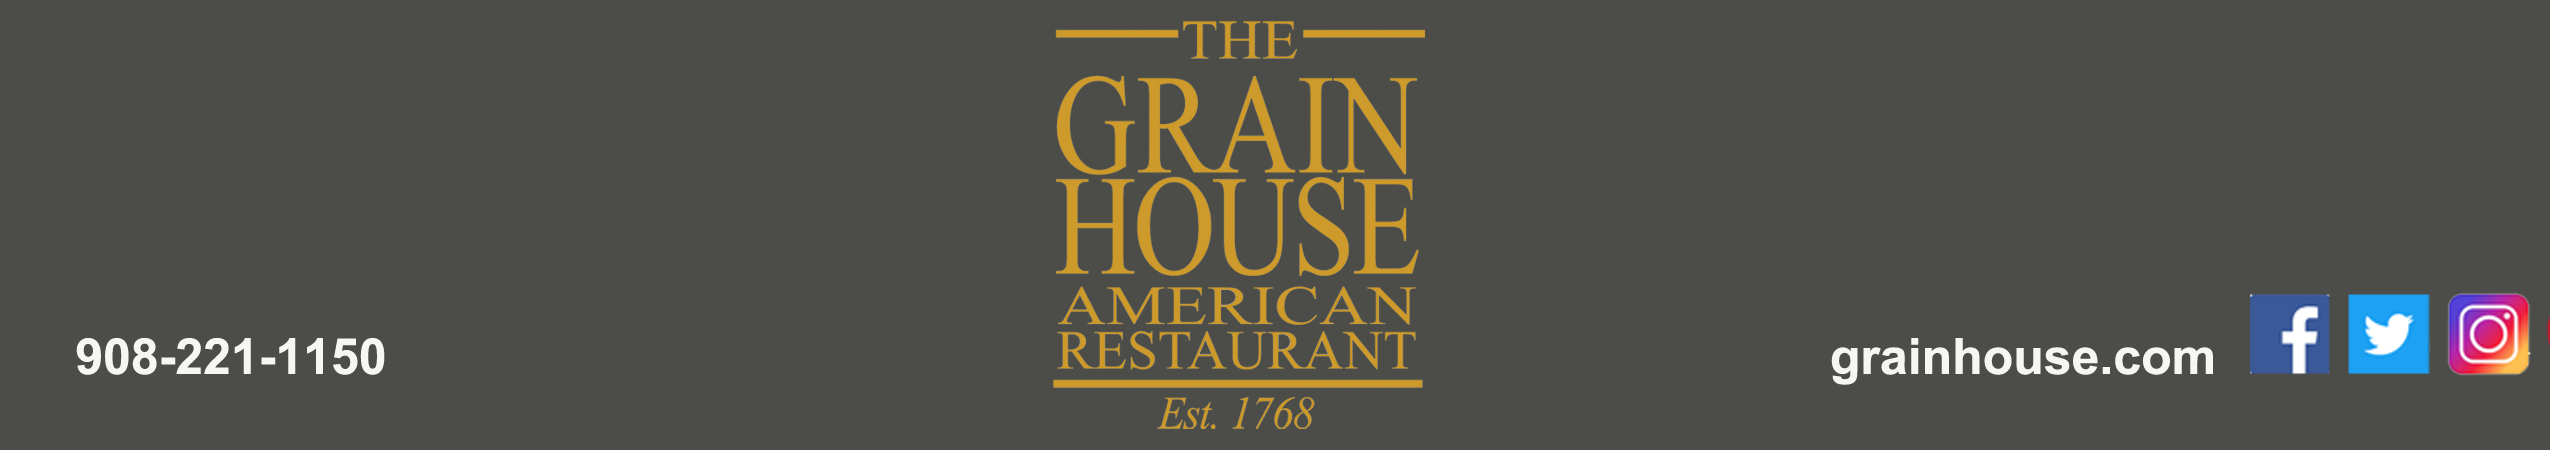 THE
GRAIN
HOUSE
AMERICAN
RESTAURANT
Est. 1768
908-221-1150
grainhouse.com